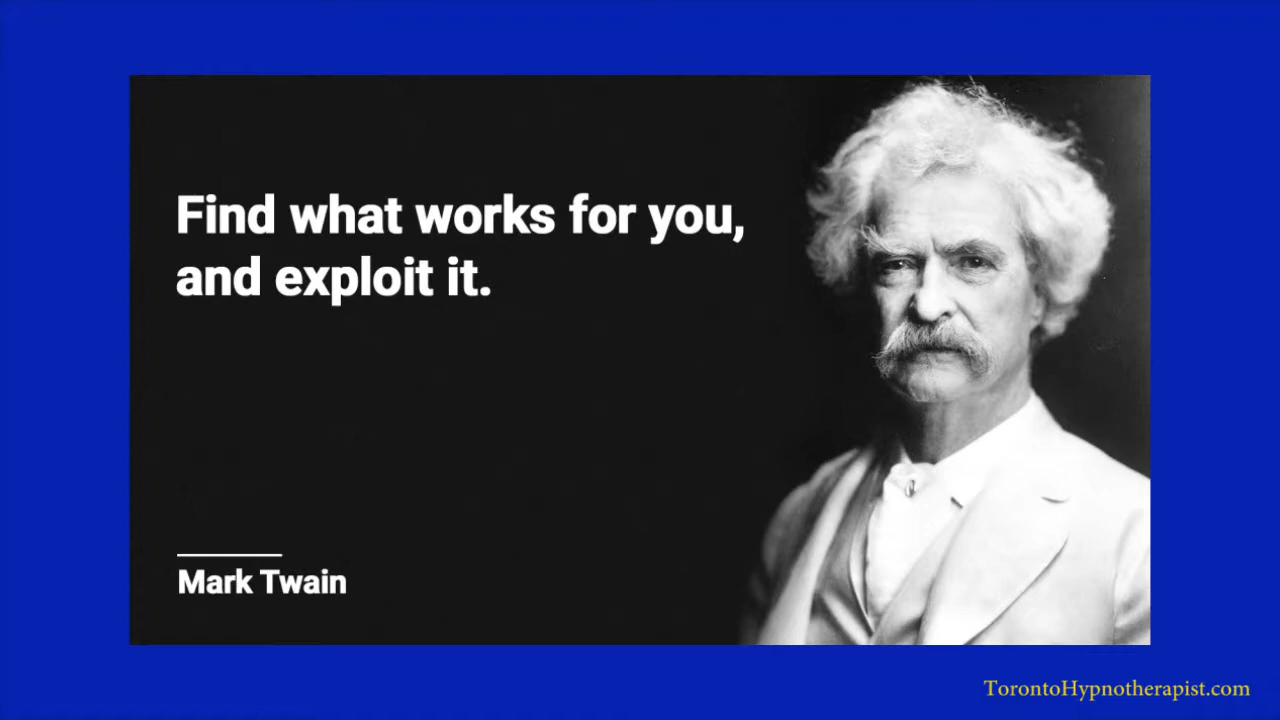 Find what works for you,
and exploit it.
Mark Twain
TorontoHypnotherapist.com